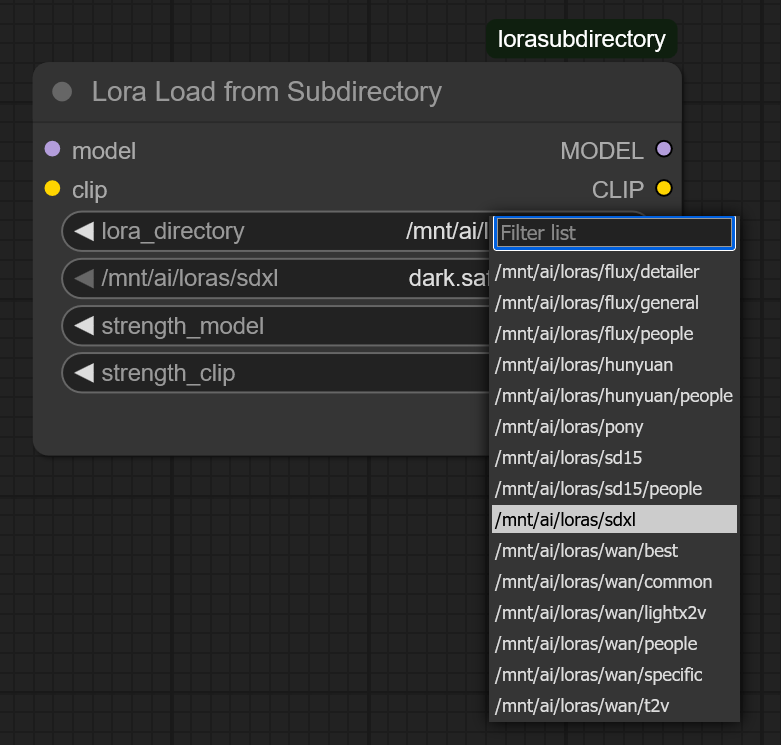 lorasubdirectory
Lora Load from Subdirectory
model MODEL
clip CLIP
lora_directory /mnt/ai/l
Filter list
/mnt/ai/loras/sdxl dark.saf
strength_model
strength_clip
/mnt/ai/loras/flux/detailer
/mnt/ai/loras/flux/general
/mnt/ai/loras/flux/people
/mnt/ai/loras/hunyuan
/mnt/ai/loras/hunyuan/people
/mnt/ai/loras/pony
/mnt/ai/loras/sd15
/mnt/ai/loras/sd15/people
/mnt/ai/loras/sdxl
/mnt/ai/loras/wan/best
/mnt/ai/loras/wan/common
/mnt/ai/loras/wan/lightx2v
/mnt/ai/loras/wan/people
/mnt/ai/loras/wan/specific
/mnt/ai/loras/wan/t2v